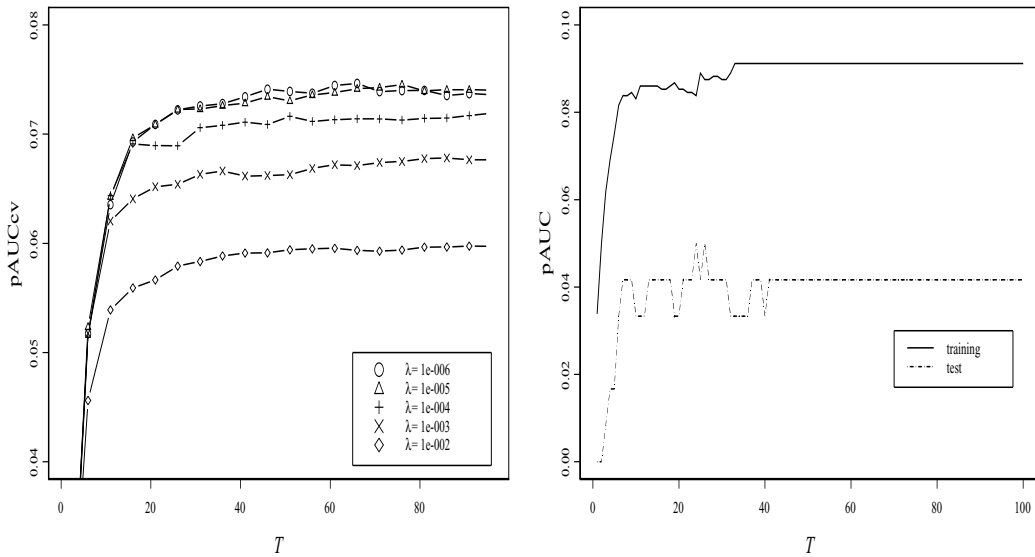 pAUCcv
0.08
0.07
0.06
0.05
0.04
λ= 1e-006
λ= 1e-005
λ= 1e-004
λ= 1e-003
λ= 1e-002
0 20 40 60 80
T
pAUC
0.10
0.08
0.06
0.04
0.02
0.00
training
test
0 20 40 60 80 100
T